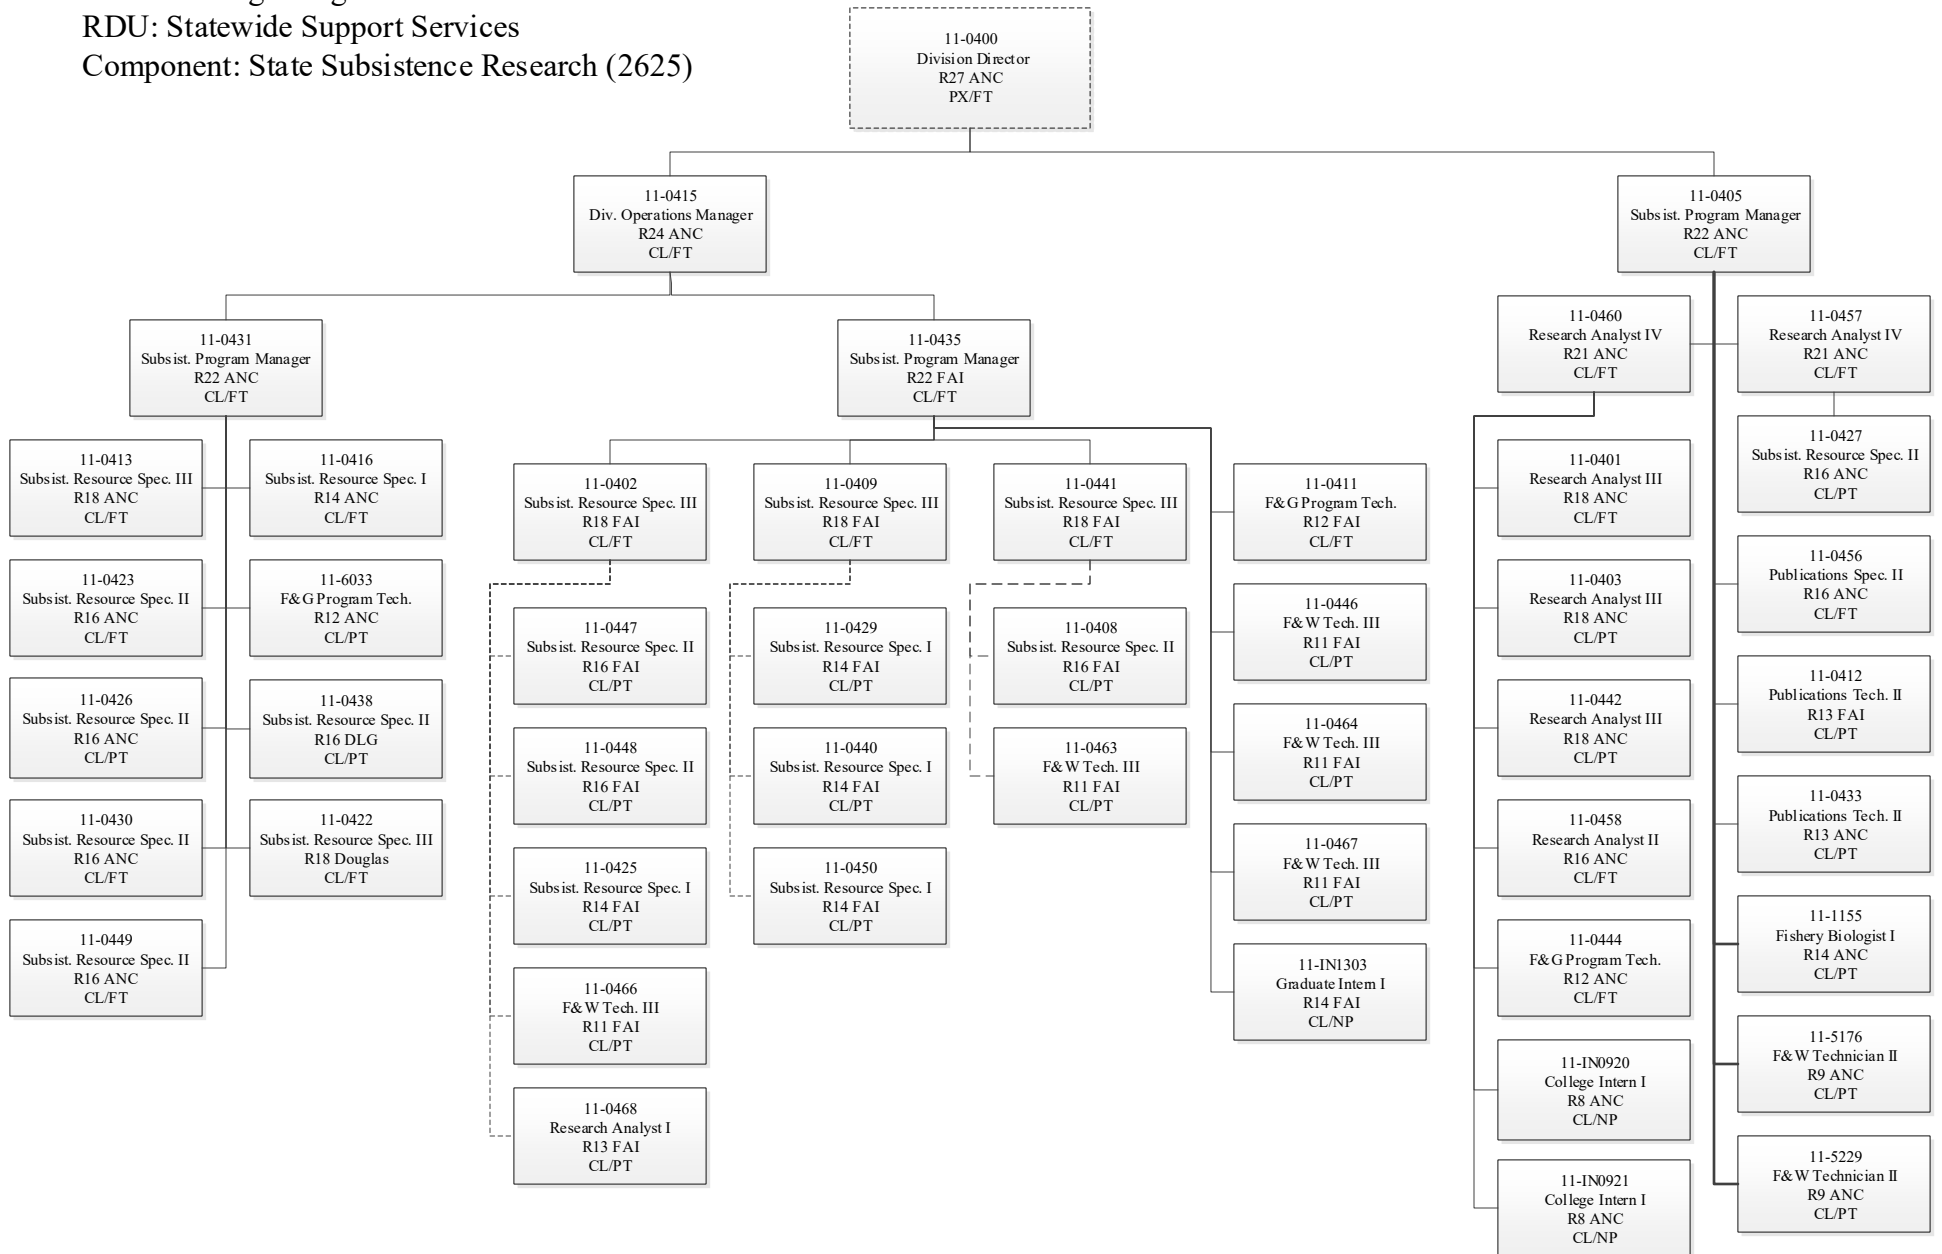 RDU: Statewide Support Services
Component: State Subsistence Research (2625)
11-0400
Division Director
R27 ANC
PX/FT
11-0415
Div. Operations Manager
R24 ANC
CL/FT
11-0405
Subsist. Program Manager
R22 ANC
CL/FT
11-0431
Subsist. Program Manager
R22 ANC
CL/FT
11-0435
Subsist. Program Manager
R22 FAI
CL/FT
11-0460
Research Analyst IV
R21 ANC
CL/FT
11-0457
Research Analyst IV
R21 ANC
CL/FT
11-0413
Subsist. Resource Spec. III
R18 ANC
CL/FT
11-0416
Subsist. Resource Spec. I
R14 ANC
CL/FT
11-0423
Subsist. Resource Spec. II
R16 ANC
CL/FT
11-6033
F&G Program Tech.
R12 ANC
CL/PT
11-0426
Subsist. Resource Spec. II
R16 ANC
CL/PT
11-0438
Subsist. Resource Spec. II
R16 DLG
CL/PT
11-0430
Subsist. Resource Spec. II
R16 ANC
CL/FT
11-0422
Subsist. Resource Spec. III
R18 Douglas
CL/FT
11-0449
Subsist. Resource Spec. II
R16 ANC
CL/FT
11-0402
Subsist. Resource Spec. III
R18 FAI
CL/FT
11-0447
Subsist. Resource Spec. II
R16 FAI
CL/PT
11-0448
Subsist. Resource Spec. II
R16 FAI
CL/PT
11-0425
Subsist. Resource Spec. I
R14 FAI
CL/PT
11-0466
F&W Tech. III
R11 FAI
CL/PT
11-0468
Research Analyst I
R13 FAI
CL/PT
11-0409
Subsist. Resource Spec. III
R18 FAI
CL/FT
11-0429
Subsist. Resource Spec. I
R14 FAI
CL/PT
11-0440
Subsist. Resource Spec. I
R14 FAI
CL/PT
11-0450
Subsist. Resource Spec. I
R14 FAI
CL/PT
11-0441
Subsist. Resource Spec. III
R18 FAI
CL/FT
11-0408
Subsist. Resource Spec. II
R16 FAI
CL/PT
11-0463
F&W Tech. III
R11 FAI
CL/PT
11-0411
F&G Program Tech.
R12 FAI
CL/FT
11-0446
F&W Tech. III
R11 FAI
CL/PT
11-0464
F&W Tech. III
R11 FAI
CL/PT
11-0467
F&W Tech. III
R11 FAI
CL/PT
11-IN1303
Graduate Intern I
R14 FAI
CL/NP
11-0401
Research Analyst III
R18 ANC
CL/FT
11-0403
Research Analyst III
R18 ANC
CL/PT
11-0442
Research Analyst III
R18 ANC
CL/PT
11-0458
Research Analyst II
R16 ANC
CL/FT
11-0444
F&G Program Tech.
R12 ANC
CL/FT
11-IN0920
College Intern I
R8 ANC
CL/NP
11-IN0921
College Intern I
R8 ANC
CL/NP
11-0427
Subsist. Resource Spec. II
R16 ANC
CL/PT
11-0456
Publications Spec. II
R16 ANC
CL/FT
11-0412
Publications Tech. II
R13 FAI
CL/PT
11-0433
Publications Tech. II
R13 ANC
CL/PT
11-1155
Fishery Biologist I
R14 ANC
CL/PT
11-5176
F&W Technician II
R9 ANC
CL/PT
11-5229
F&W Technician II
R9 ANC
CL/PT